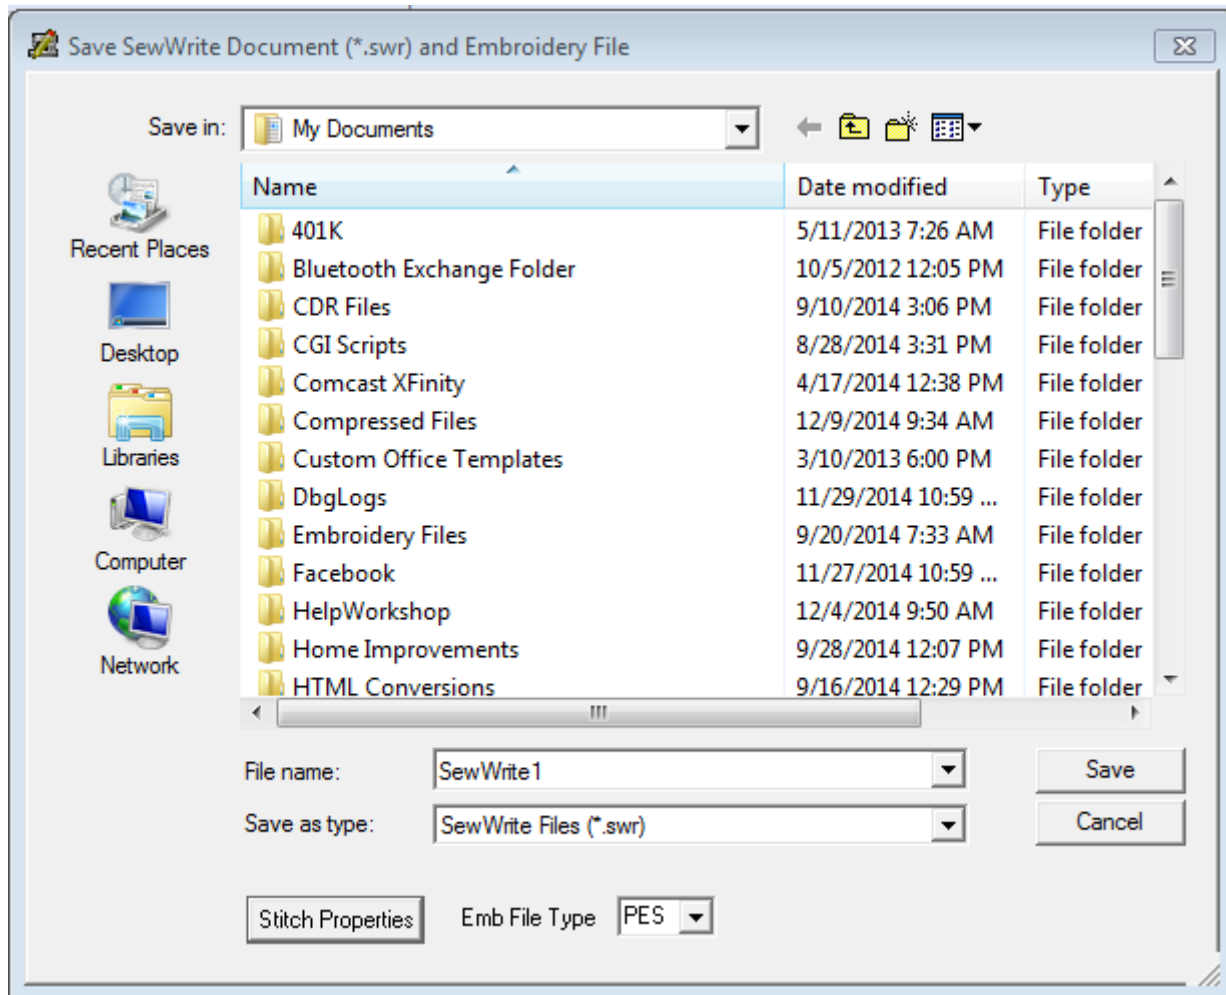 Save SewWrite Document (*.swr) and Embroidery File
Save in: My Documents
Name Date modified Type
401K 5/11/2013 7:26 AM File folder
Bluetooth Exchange Folder 10/5/2012 12:05 PM File folder
CDR Files 9/10/2014 3:06 PM File folder
CGI Scripts 8/28/2014 3:31 PM File folder
Comcast XFinity 4/17/2014 12:38 PM File folder
Compressed Files 12/9/2014 9:34 AM File folder
Custom Office Templates 3/10/2013 6:00 PM File folder
DbgLogs 11/29/2014 10:59 ... File folder
Embroidery Files 9/20/2014 7:33 AM File folder
Facebook 11/27/2014 10:59 ... File folder
HelpWorkshop 12/4/2014 9:50 AM File folder
Home Improvements 9/28/2014 12:07 PM File folder
HTML Conversions 9/16/2014 12:29 PM File folder
Recent Places
Desktop
Libraries
Computer
Network
File name: SewWrite1 Save
Save as type: SewWrite Files (*.swr) Cancel
Stitch Properties Emb File Type PES